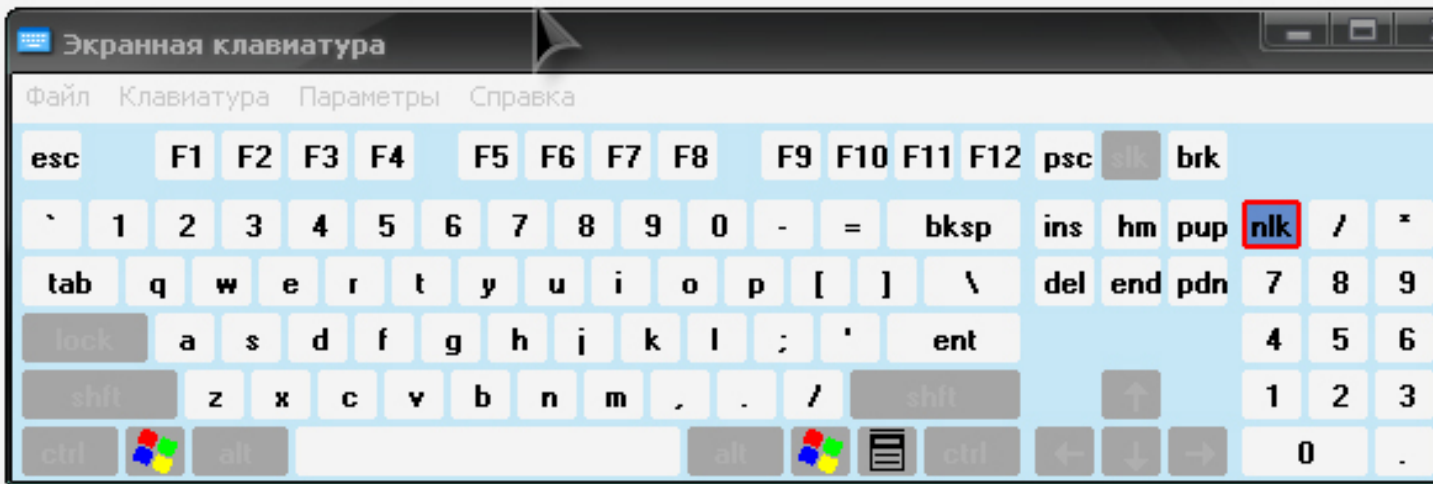 Экранная клавиатура
Файл Клавиатура Параметры Справка
esc F1 F2 F3 F4 F5 F6 F7 F8 F9 F10 F11 F12 psc slk brk
` 1 2 3 4 5 6 7 8 9 0 - = bksp ins hm pup nlk / *
tab q w e r t y u i o p [ ] \ del end pdn 7 8 9
lock a s d f g h j k l ; ' ent 4 5 6
shft z x c v b n m , . / shft ↑ 1 2 3
ctrl alt alt ctrl ← ↓ → 0 .